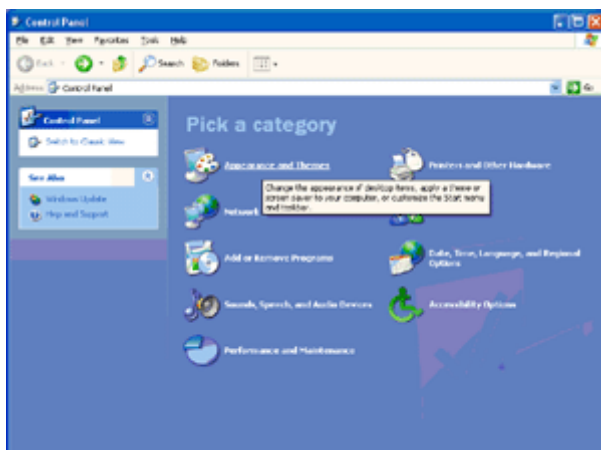 Control Panel
File Edit View Favorites Tools Help
Back Search Folders
Address Control Panel Go
Control Panel
Switch to Classic View
See Also
Windows Update
Help and Support
Pick a category
Appearance and Themes
Printers and Other Hardware
Change the appearance of desktop items, apply a theme or
screen saver to your computer, or customize the Start menu
and taskbar.
Network
Add or Remove Programs
Date, Time, Language, and Regional
Options
Sounds, Speech, and Audio Devices
Accessibility Options
Performance and Maintenance